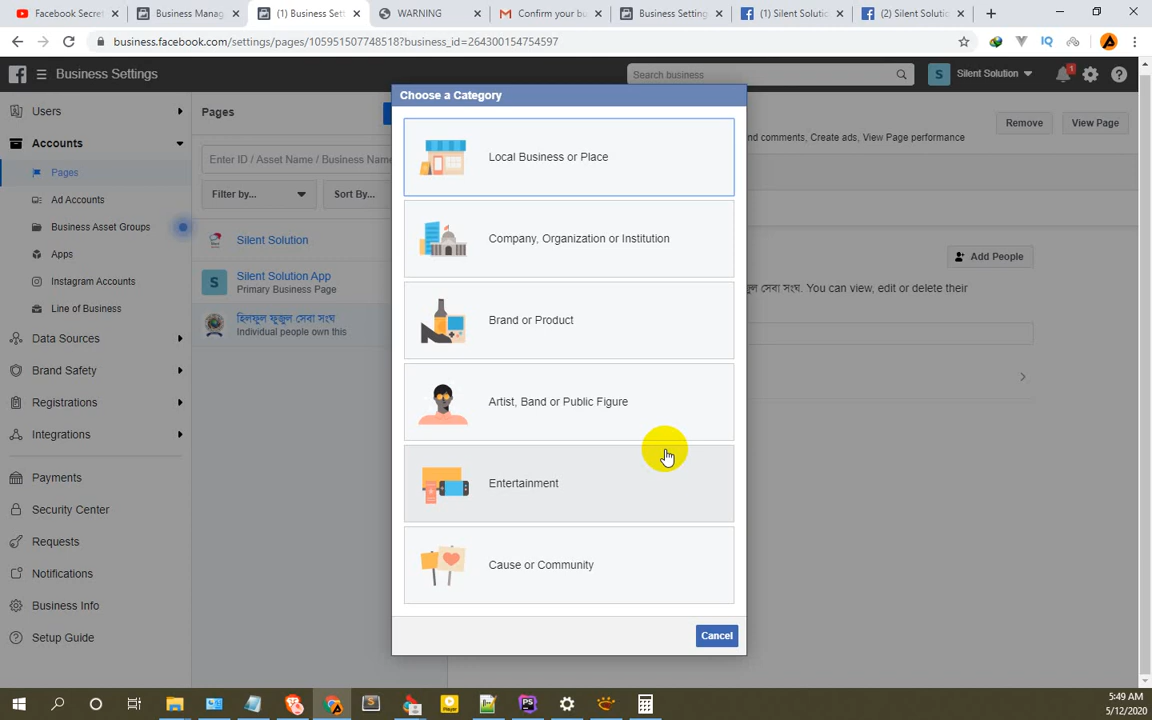 Facebook Secret
Business Manag
(1) Business Sett
WARNING
Confirm your bu
Business Setting
(1) Silent Solutio
(2) Silent Solutio
business.facebook.com/settings/pages/105951507748518?business_id=264300154754597
Business Settings
Search business
S
Silent Solution
1
Users
Accounts
Pages
Ad Accounts
Business Asset Groups
Apps
Instagram Accounts
Line of Business
Data Sources
Brand Safety
Registrations
Integrations
Payments
Security Center
Requests
Notifications
Business Info
Setup Guide
Pages
Enter ID / Asset Name / Business Name
Filter by...
Sort By...
Silent Solution
S
Silent Solution App
Primary Business Page
হিলফুল ফুজুল সেবা সংঘ
Individual people own this
Choose a Category
Local Business or Place
Company, Organization or Institution
Brand or Product
Artist, Band or Public Figure
Entertainment
Cause or Community
Cancel
Remove
View Page
nd comments, Create ads, View Page performance
Add People
সেবা সংঘ. You can view, edit or delete their
5:49 AM
5/12/2020